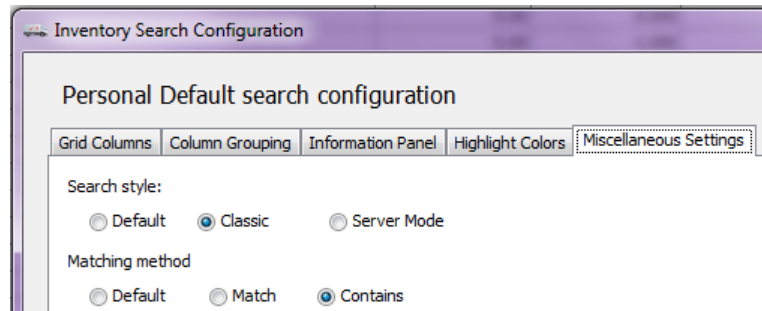 Inventory Search Configuration
Personal Default search configuration
Grid Columns Column Grouping Information Panel Highlight Colors Miscellaneous Settings
Search style:
Default Classic Server Mode
Matching method
Default Match Contains